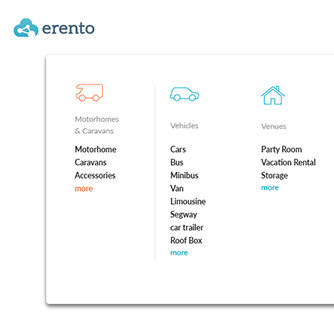 erento
Motorhomes
& Caravans
Motorhome
Caravans
Accessories
more
Vehicles
Cars
Bus
Minibus
Van
Limousine
Segway
car trailer
Roof Box
more
Venues
Party Room
Vacation Rental
Storage
more